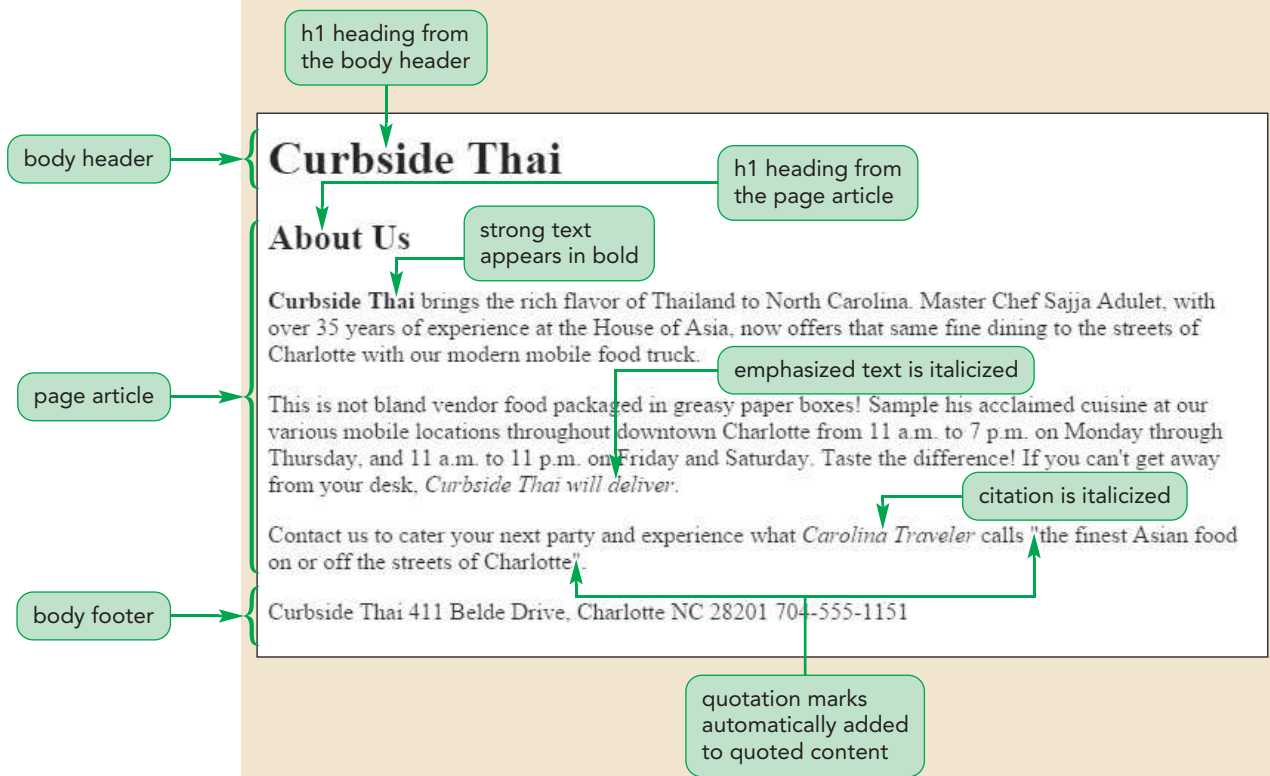 h1 heading from
the body header
body header
Curbside Thai
h1 heading from
the page article
About Us
strong text
appears in bold
Curbside Thai brings the rich flavor of Thailand to North Carolina. Master Chef Sajja Adulet, with
over 35 years of experience at the House of Asia, now offers that same fine dining to the streets of
Charlotte with our modern mobile food truck.
emphasized text is italicized
page article
This is not bland vendor food packaged in greasy paper boxes! Sample his acclaimed cuisine at our
various mobile locations throughout downtown Charlotte from 11 a.m. to 7 p.m. on Monday through
Thursday, and 11 a.m. to 11 p.m. on Friday and Saturday. Taste the difference! If you can't get away
from your desk, Curbside Thai will deliver.
citation is italicized
Contact us to cater your next party and experience what Carolina Traveler calls "the finest Asian food
on or off the streets of Charlotte".
body footer
Curbside Thai 411 Belde Drive, Charlotte NC 28201 704-555-1151
quotation marks
automatically added
to quoted content